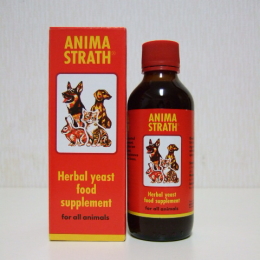 ANIMA
STRATH®
Herbal yeast
food
supplement
for all animals
ANIMA
STRATH®
Herbal yeast
food supplement
for all animals